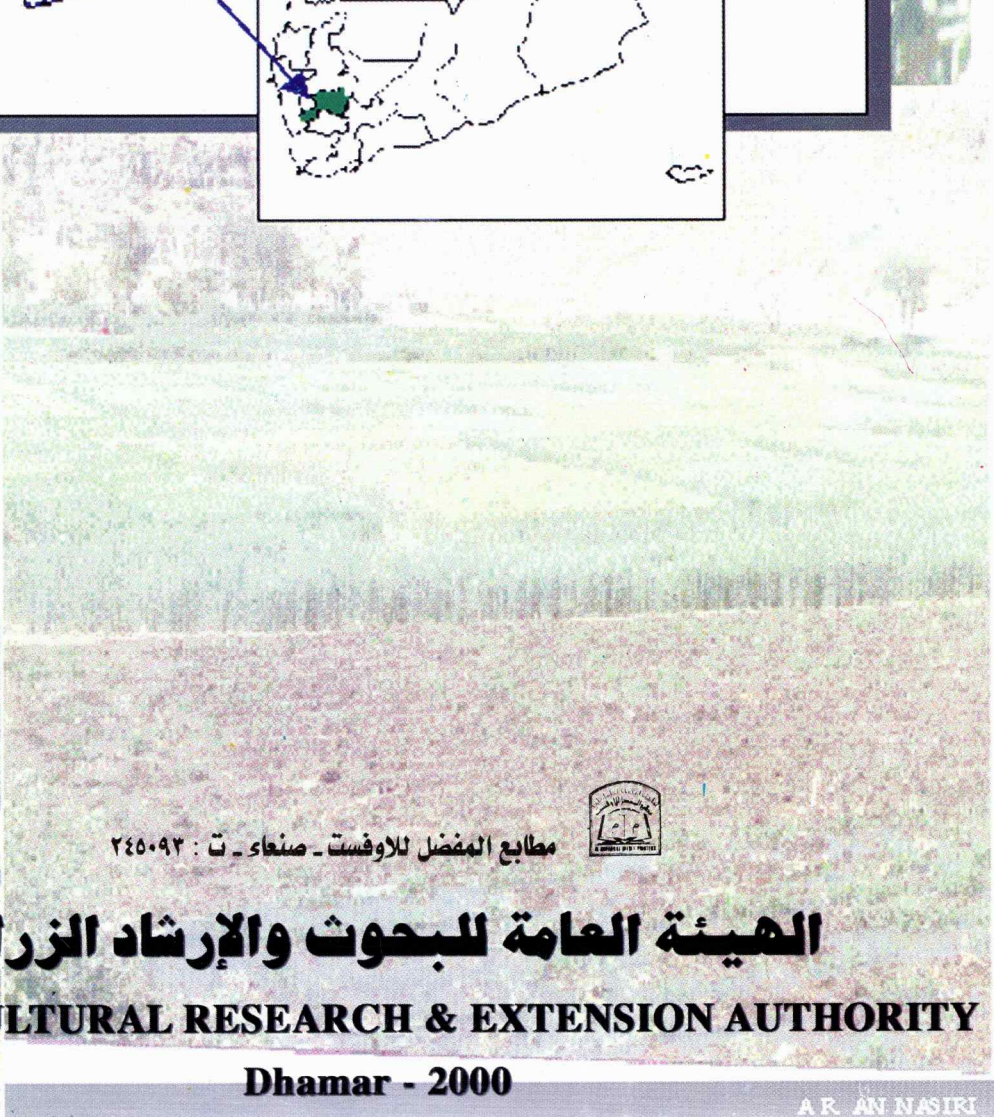 مطابع المفضل للاوفست ـ صنعاء ـ ت : ٢٤٥٠٩٣
الهيئة العامة للبحوث والإرشاد الزر
LTURAL RESEARCH & EXTENSION AUTHORITY
Dhamar - 2000
A R. AN NASIRI